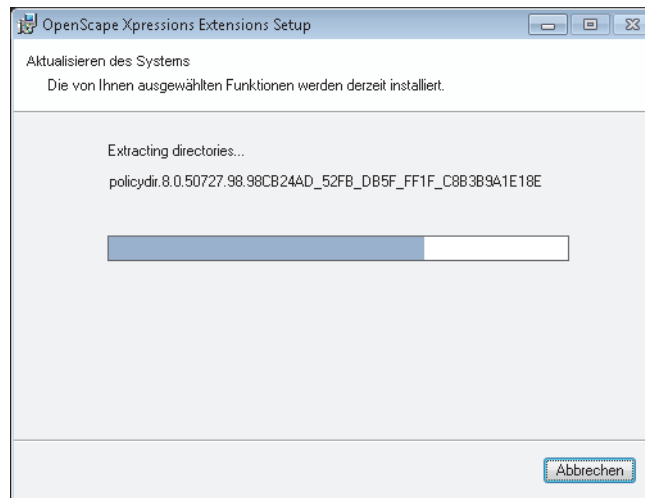 OpenScape Xpressions Extensions Setup
Aktualisieren des Systems
Die von Ihnen ausgewählten Funktionen werden derzeit installiert.
Extracting directories...
policydir.8.0.50727.98.98CB24AD_52FB_DB5F_FF1F_C8B3B9A1E18E
Abbrechen